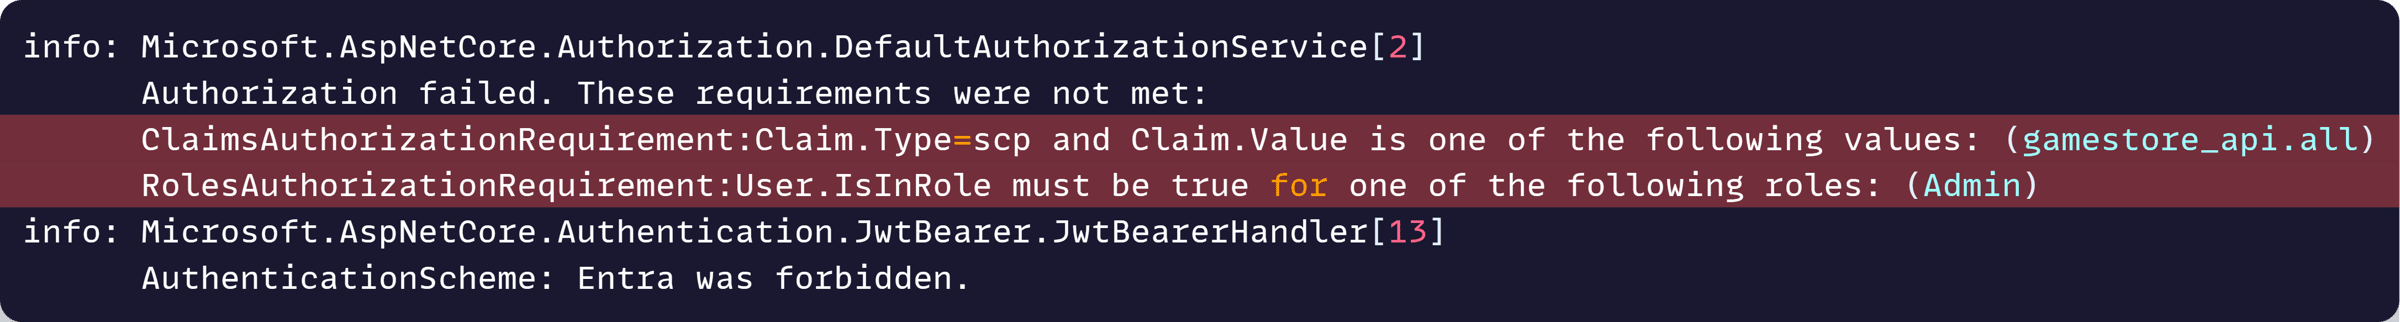 info: Microsoft.AspNetCore.Authorization.DefaultAuthorizationService[2]
Authorization failed. These requirements were not met:
ClaimsAuthorizationRequirement:Claim.Type=scp and Claim.Value is one of the following values: (gamestore_api.all)
RolesAuthorizationRequirement:User.IsInRole must be true for one of the following roles: (Admin)
info: Microsoft.AspNetCore.Authentication.JwtBearer.JwtBearerHandler[13]
AuthenticationScheme: Entra was forbidden.